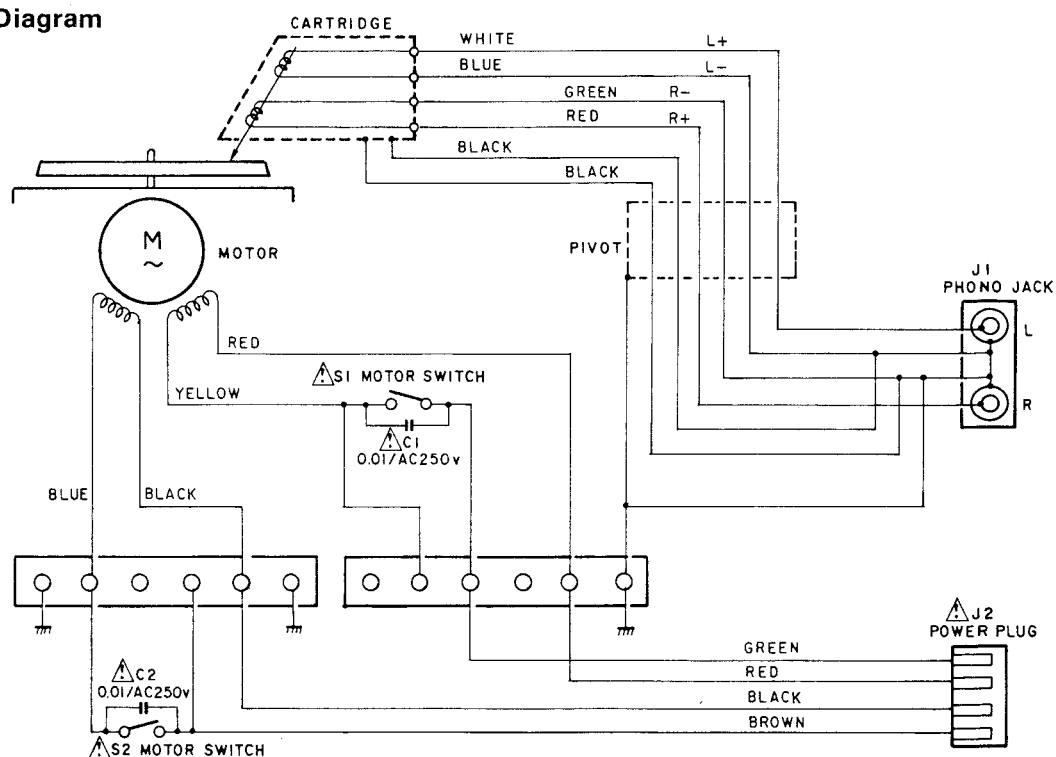 Diagram
CARTRIDGE
WHITE L+
BLUE L-
GREEN R-
RED R+
BLACK
BLACK
M
~
MOTOR
PIVOT
J1
PHONO JACK
L
R
RED
YELLOW
⚠S1 MOTOR SWITCH
⚠C1
0.01/AC250V
BLUE
BLACK
⚠C2
0.01/AC250V
⚠S2 MOTOR SWITCH
⚠J2
POWER PLUG
GREEN
RED
BLACK
BROWN